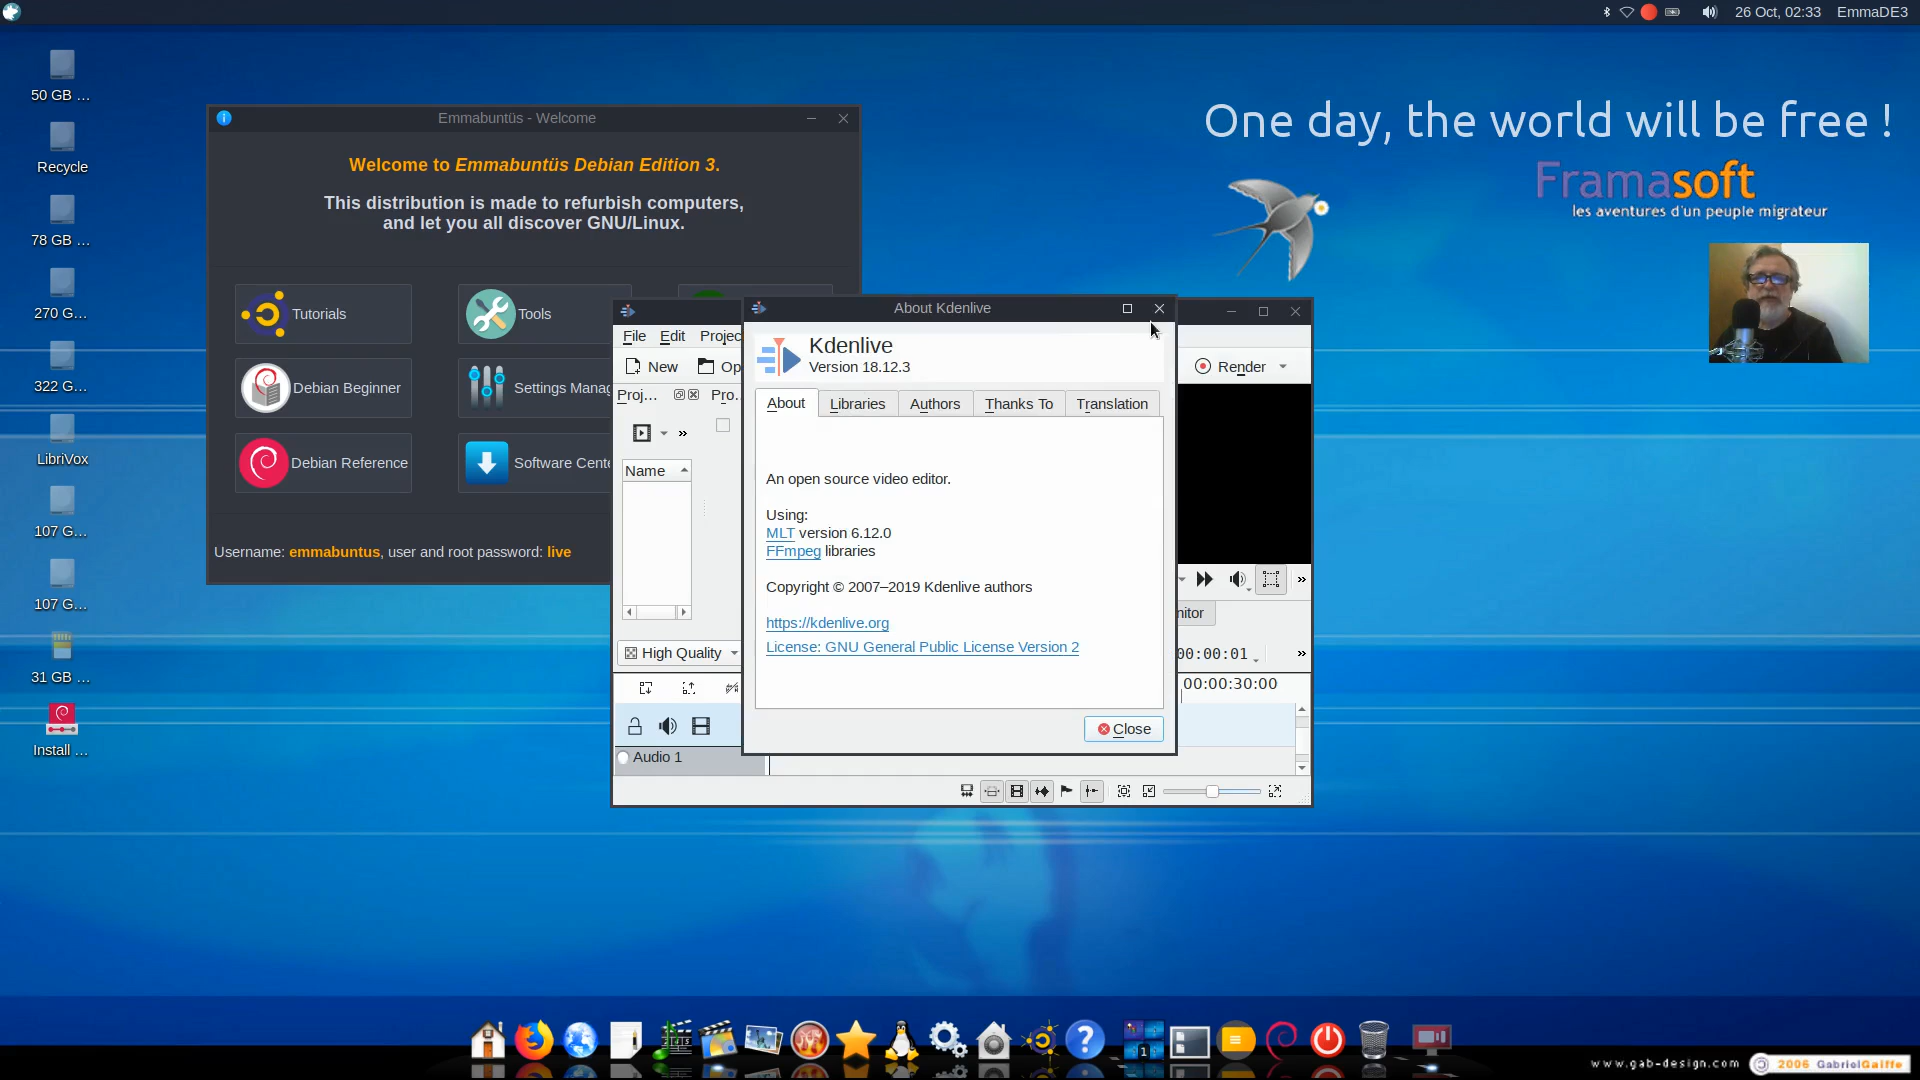 26 Oct, 02:33
EmmaDE3
50 GB ...
Recycle
78 GB ...
270 G...
322 G...
LibriVox
107 G...
107 G...
31 GB ...
Install ...
One day, the world will be free !
Framasoft
les aventures d'un peuple migrateur
Emmabuntüs - Welcome
Welcome to Emmabuntüs Debian Edition 3.
This distribution is made to refurbish computers,
and let you all discover GNU/Linux.
Tutorials
Tools
Debian Beginner
Settings Manag
Debian Reference
Software Cente
Username: emmabuntus, user and root password: live
File Edit Projec
New
Op
Render
Proj...
Pro..
Name
High Quality
nitor
00:00:01
00:00:30:00
Audio 1
About Kdenlive
Kdenlive
Version 18.12.3
About
Libraries
Authors
Thanks To
Translation
An open source video editor.
Using:
MLT version 6.12.0
FFmpeg libraries
Copyright © 2007–2019 Kdenlive authors
https://kdenlive.org
License: GNU General Public License Version 2
Close
1
www.gab-design.com
2006 GabrielGaiffe